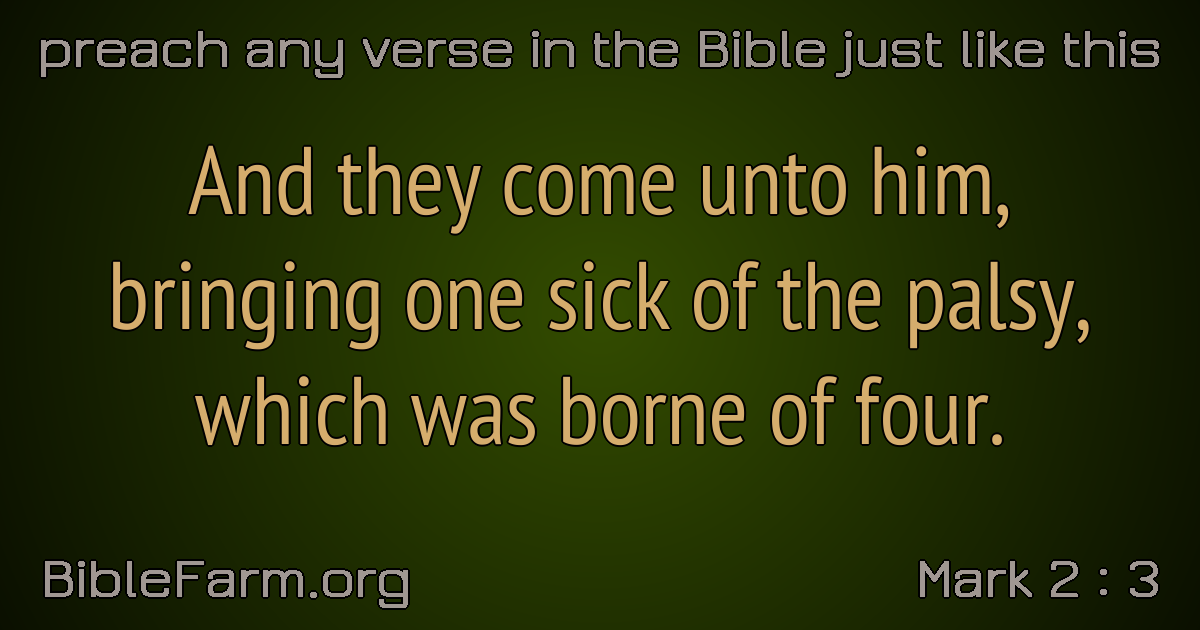 preach any verse in the Bible just like this
And they come unto him,
bringing one sick of the palsy,
which was borne of four.
BibleFarm.org
Mark 2 : 3